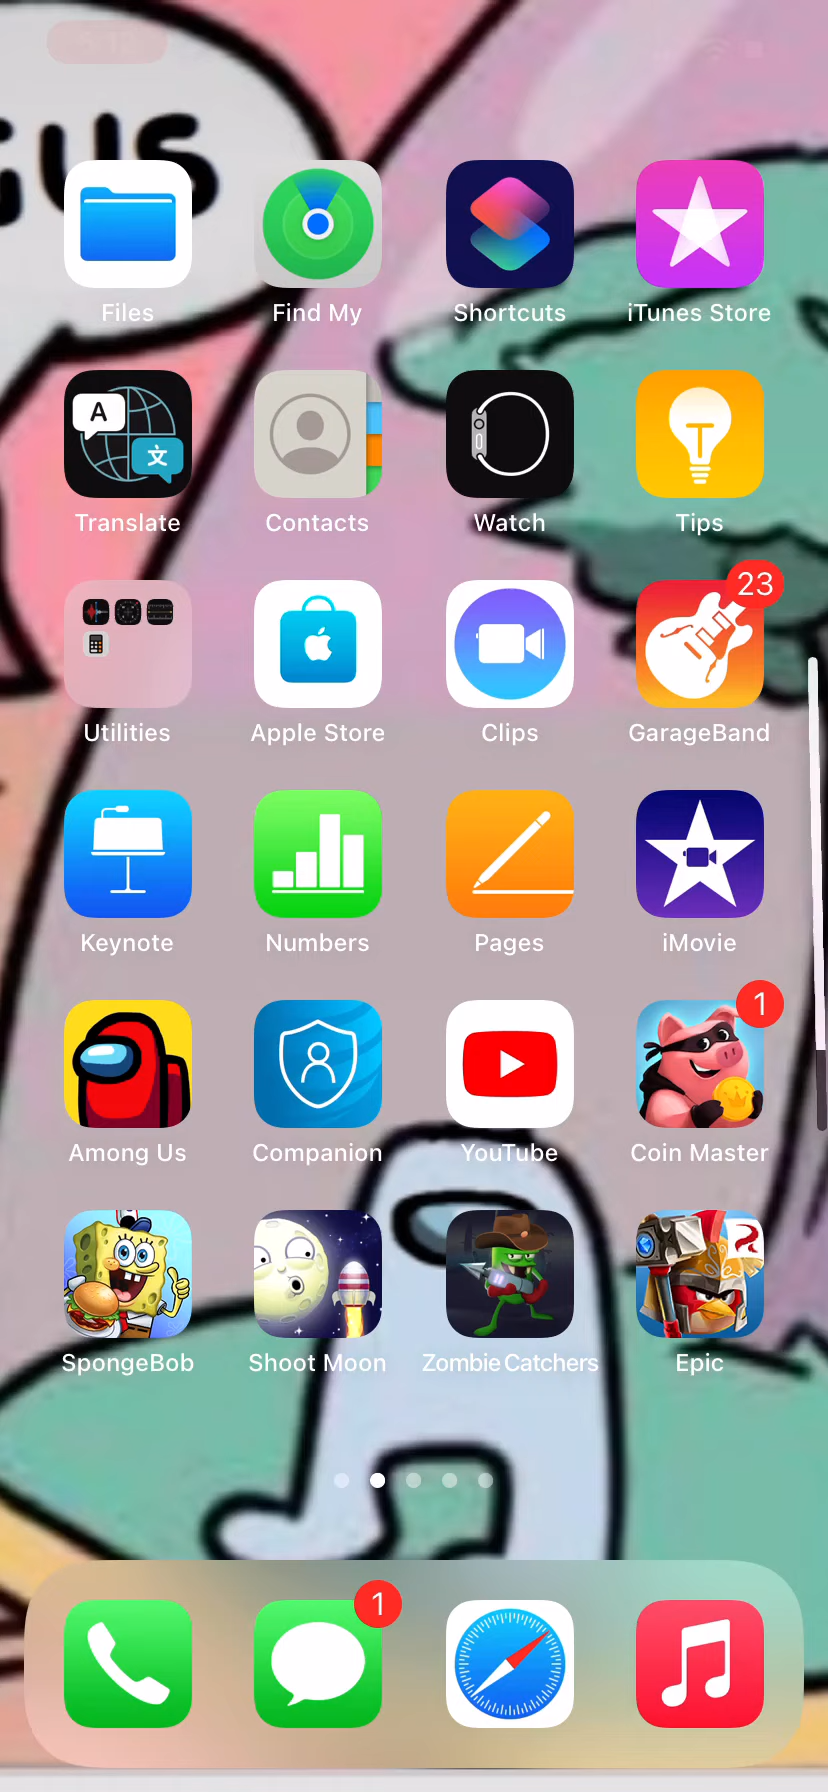 GUS
Files
Find My
Shortcuts
iTunes Store
A
文
Translate
Contacts
Watch
Tips
Utilities
Apple Store
Clips
23
GarageBand
Keynote
Numbers
Pages
iMovie
Among Us
Companion
YouTube
1
Coin Master
SpongeBob
Shoot Moon
Zombie Catchers
Epic
1